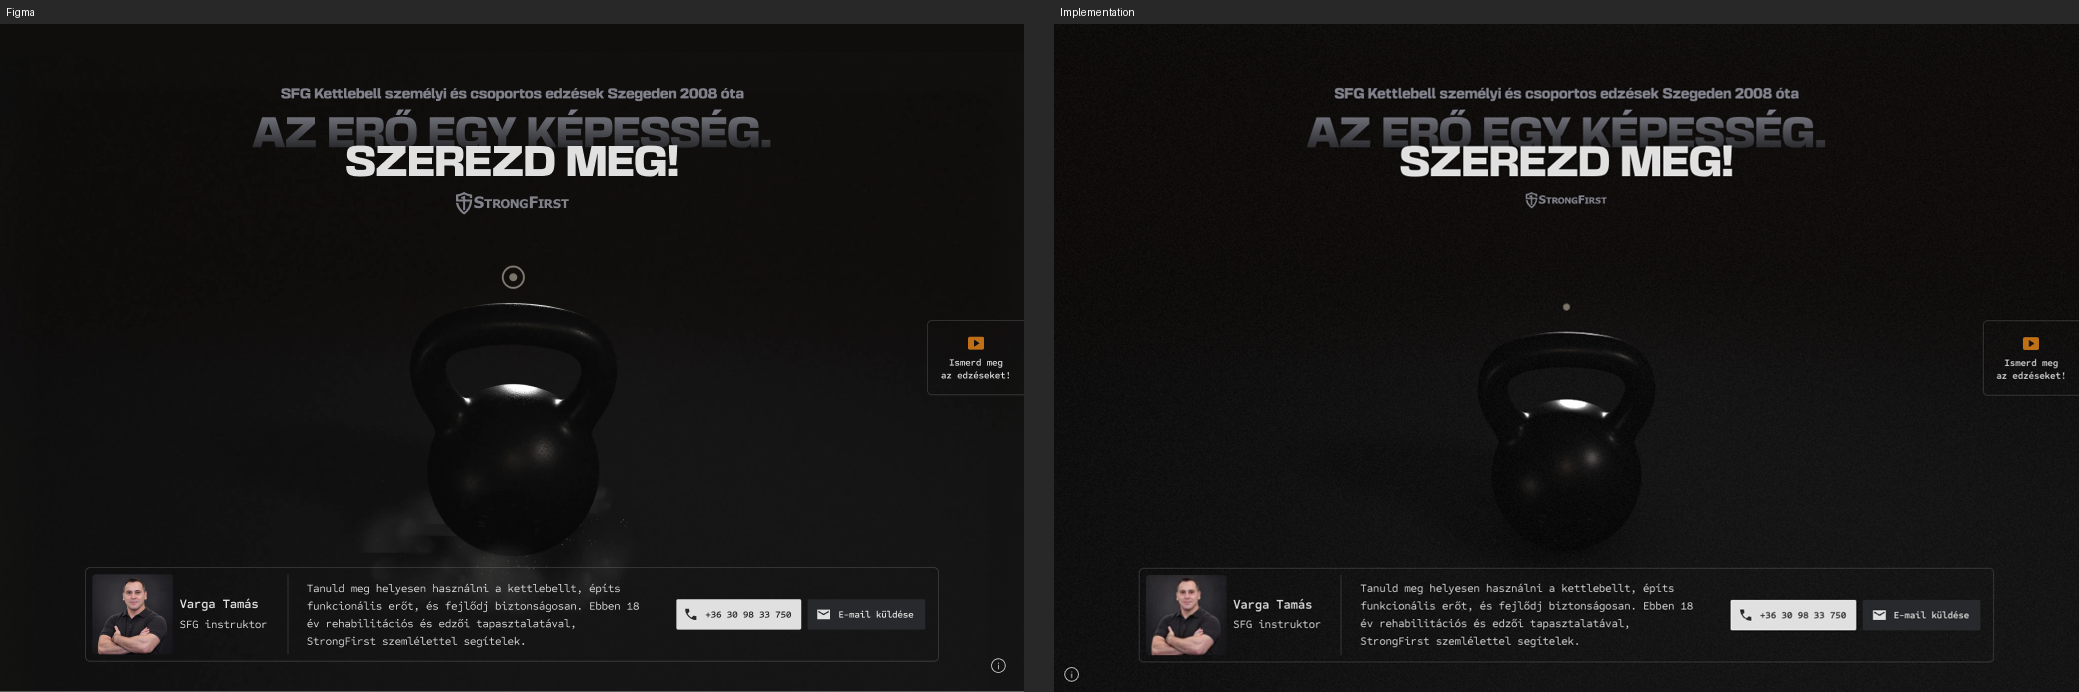 Figma
SFG Kettlebell személyi és csoportos edzések Szegeden 2008 óta
AZ ERŐ EGY KÉPESSÉG.
SZEREZD MEG!
STRONGFIRST
Ismerd meg
az edzéseket!
Varga Tamás
SFG instruktor
Tanuld meg helyesen használni a kettlebellt, építs
funkcionális erőt, és fejlődj biztonságosan. Ebben 18
év rehabilitációs és edzői tapasztalatával,
StrongFirst szemlélettel segítelek.
+36 30 98 33 750
E-mail küldése
Implementation
SFG Kettlebell személyi és csoportos edzések Szegeden 2008 óta
AZ ERŐ EGY KÉPESSÉG.
SZEREZD MEG!
STRONGFIRST
Ismerd meg
az edzéseket!
Varga Tamás
SFG instruktor
Tanuld meg helyesen használni a kettlebellt, építs
funkcionális erőt, és fejlődj biztonságosan. Ebben 18
év rehabilitációs és edzői tapasztalatával,
StrongFirst szemlélettel segítelek.
+36 30 98 33 750
E-mail küldése